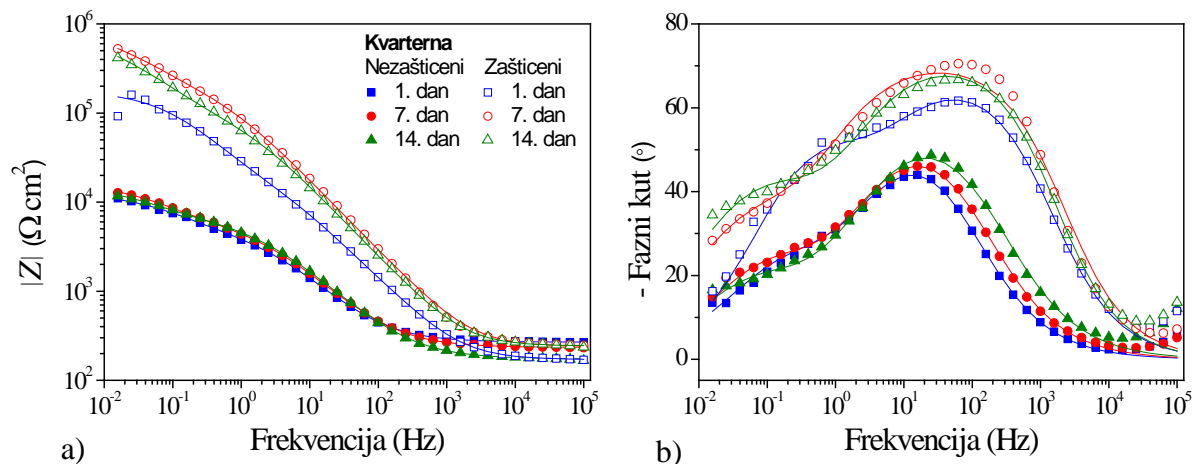 10^6
10^5
10^4
10^3
10^2
|Z| (Ω cm^2)
Kvarterna
Nezašticeni Zašticeni
1. dan 1. dan
7. dan 7. dan
14. dan 14. dan
10^-2 10^-1 10^0 10^1 10^2 10^3 10^4 10^5
Frekvencija (Hz)
a)
80
60
40
20
0
- Fazni kut (°)
10^-2 10^-1 10^0 10^1 10^2 10^3 10^4 10^5
Frekvencija (Hz)
b)